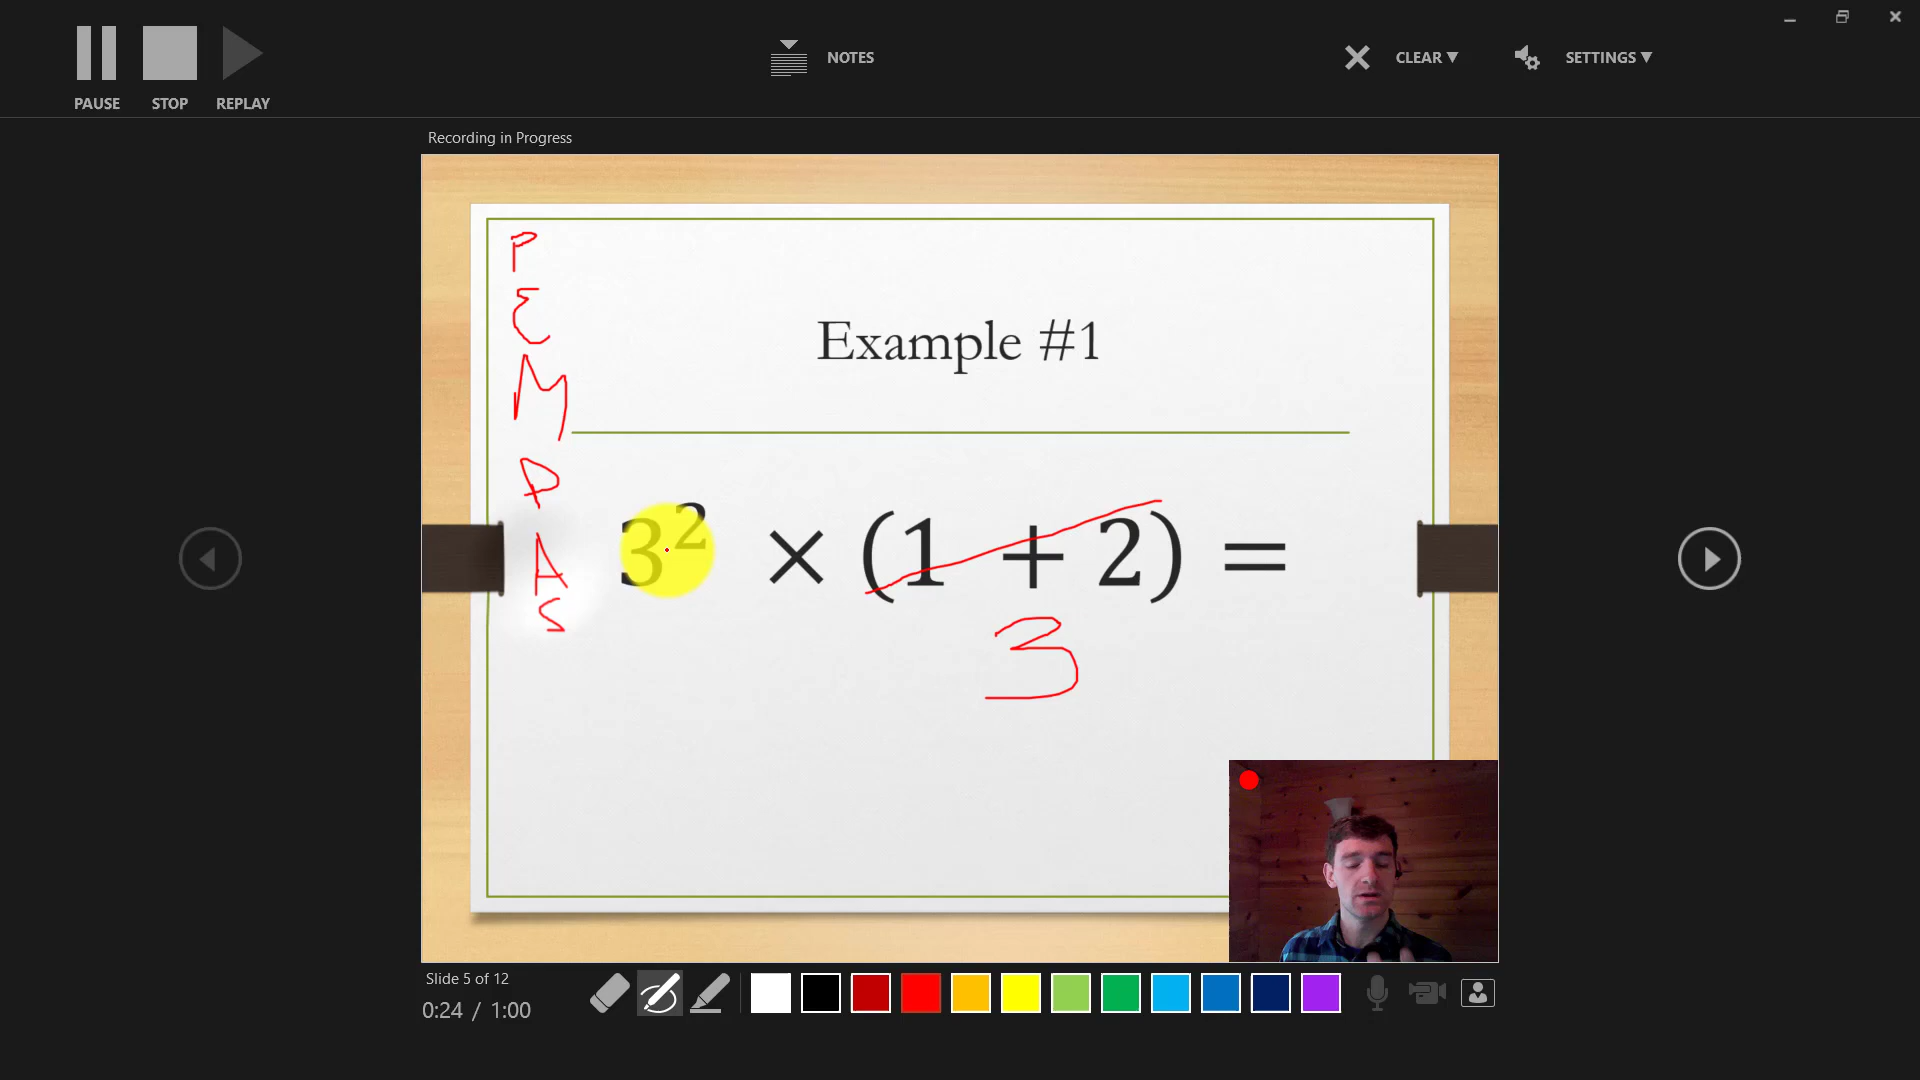 PAUSE STOP REPLAY
NOTES
CLEAR ▼
SETTINGS ▼
Recording in Progress
P
E
M
D
A
S
Example #1
3² × (1 + 2) =
3
Slide 5 of 12
0:24 / 1:00